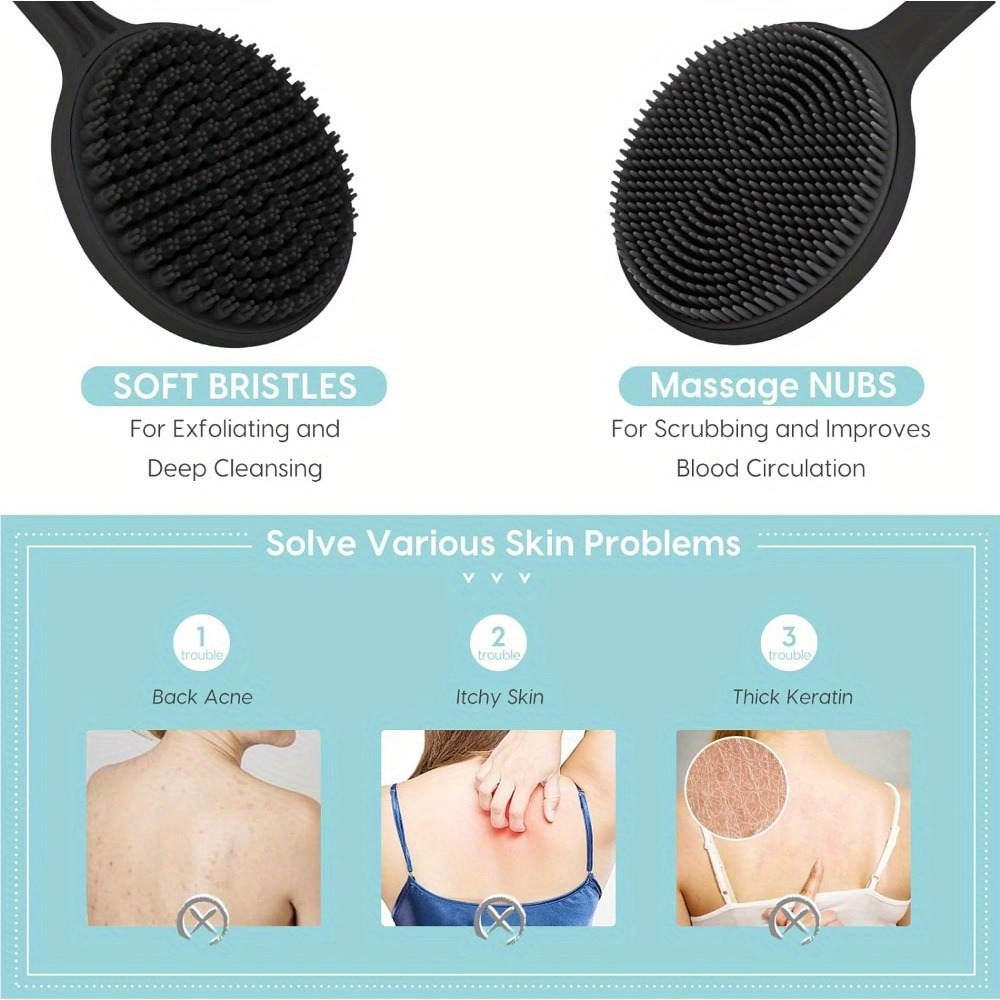 SOFT BRISTLES
For Exfoliating and
Deep Cleansing
Massage NUBS
For Scrubbing and Improves
Blood Circulation
Solve Various Skin Problems
1
trouble
Back Acne
2
trouble
Itchy Skin
3
trouble
Thick Keratin